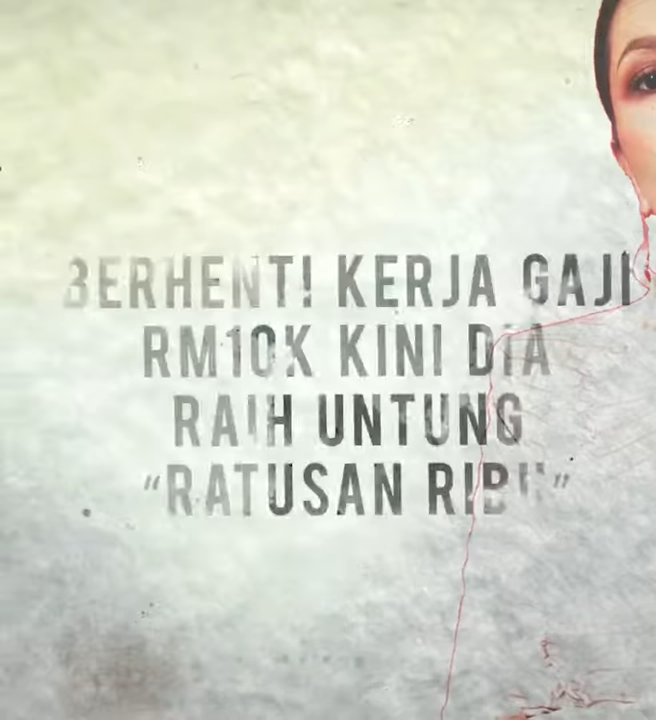 BERHENTI KERJA GAJI
RM10K KINI DIA
RAIH UNTUNG
“RATUSAN RIBU”